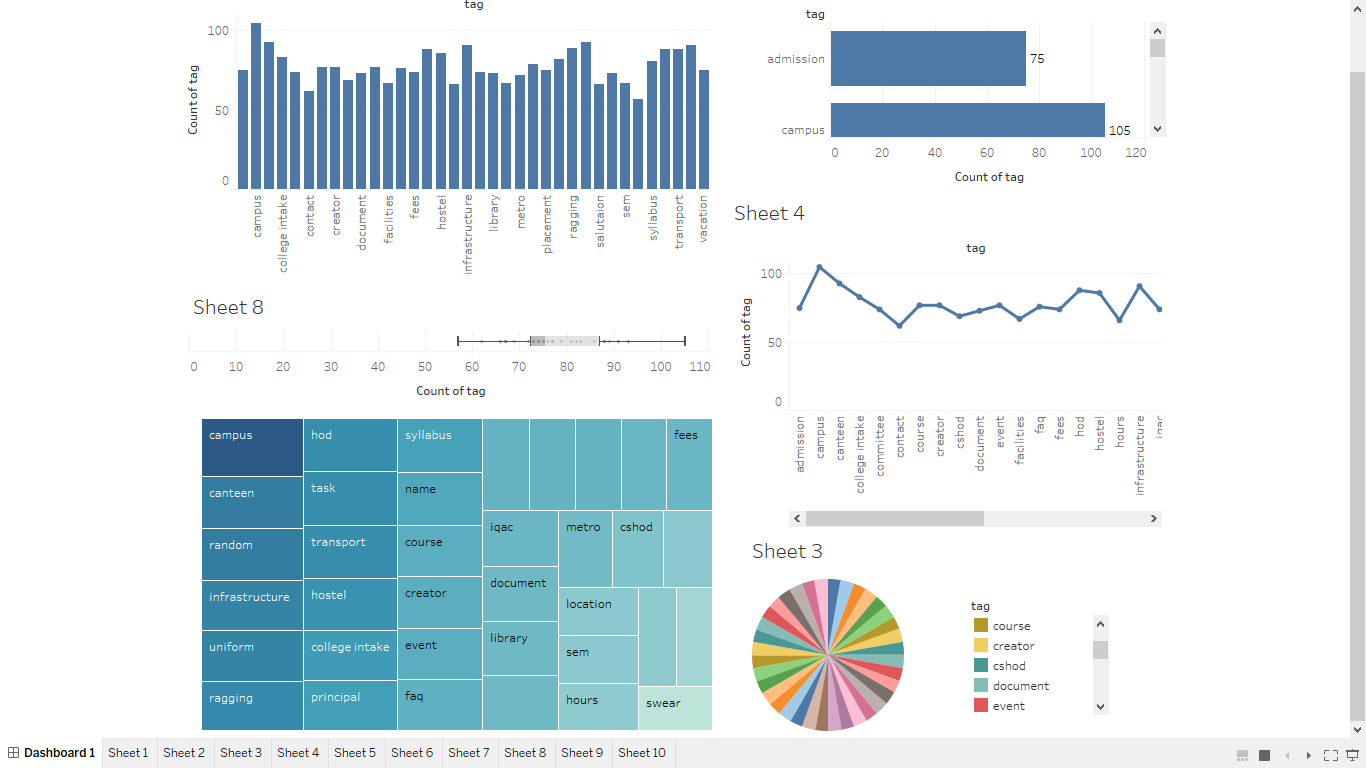 tag
100
50
0
Count of tag
campus
college intake
contact
creator
document
facilities
fees
hostel
infrastructure
library
metro
placement
ragging
salutaion
sem
syllabus
transport
vacation
tag
admission
75
campus
105
0 20 40 60 80 100 120
Count of tag
Sheet 8
0 10 20 30 40 50 60 70 80 90 100 110
Count of tag
Sheet 4
tag
100
50
0
Count of tag
admission
campus
canteen
college intake
committee
contact
course
creator
cshod
document
event
facilities
faq
fees
hod
hostel
hours
infrastructure
iqac
campus
canteen
random
infrastructure
uniform
ragging
hod
task
transport
hostel
college intake
principal
syllabus
name
course
creator
event
faq
fees
iqac
document
library
metro
cshod
location
sem
hours
swear
Sheet 3
tag
course
creator
cshod
document
event
Dashboard 1 Sheet 1 Sheet 2 Sheet 3 Sheet 4 Sheet 5 Sheet 6 Sheet 7 Sheet 8 Sheet 9 Sheet 10